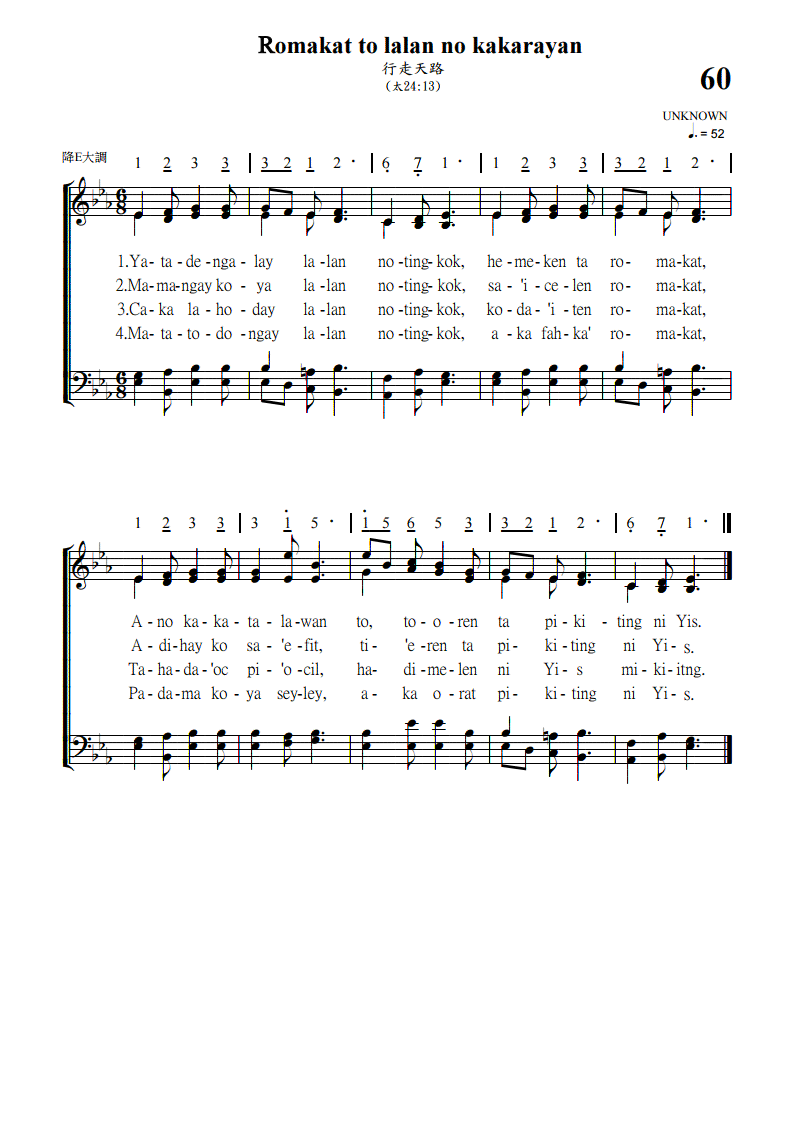 Romakat to lalan no kakarayan
行走天路
(太24:13)
60
UNKNOWN
♩. = 52
降E大調
1 2 3 3 | 3 2 1 2 · | 6 7 1 · | 1 2 3 3 | 3 2 1 2 · |
1.Ya- ta - de - nga - lay la - lan no - ting - kok, he - me - ken ta ro - ma - kat,
2.Ma - ma - ngay ko - ya la - lan no - ting - kok, sa - 'i - ce - len ro - ma - kat,
3.Ca - ka la - ho - day la - lan no - ting - kok, ko - da - 'i - ten ro - ma - kat,
4.Ma - ta - to - do - ngay la - lan no - ting - kok, a - ka fah - ka' ro - ma - kat,
1 2 3 3 | 3 1 5 · | 1 5 6 5 3 | 3 2 1 2 · | 6 7 1 ·
A - no ka - ka - ta - la - wan to, to - o - ren ta pi - ki - ting ni Yis.
A - di - hay ko sa - 'e - fit, ti - 'e - ren ta pi - ki - ting ni Yi - s.
Ta - ha - da - 'oc pi - 'o - cil, ha - di - me - len ni Yi - s mi - ki - itng.
Pa - da - ma ko - ya sey - ley, a - ka o - rat pi - ki - ting ni Yi - s.